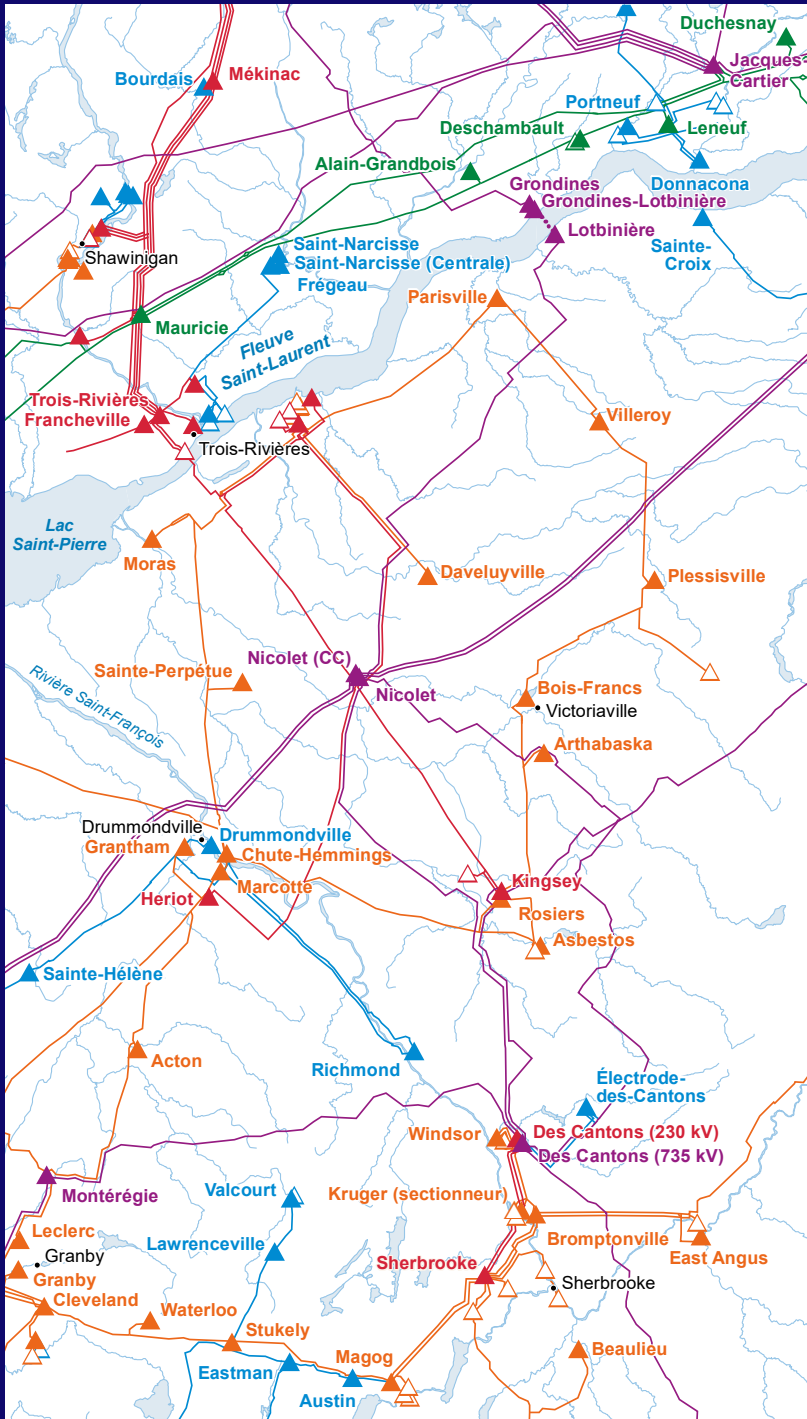 Duchesnay
Bourdais
Mékinac
Jacques-
Cartier
Portneuf
Deschambault
Leneuf
Alain-Grandbois
Donnacona
Grondines
Grondines-Lotbinière
Lotbinière
Sainte-
Croix
Shawinigan
Saint-Narcisse
Saint-Narcisse (Centrale)
Frégeau
Parisville
Mauricie
Fleuve
Saint-Laurent
Trois-Rivières
Francheville
Villeroy
Trois-Rivières
Lac
Saint-Pierre
Moras
Daveluyville
Plessisville
Nicolet (CC)
Nicolet
Sainte-Perpétue
Rivière Saint-François
Bois-Francs
Victoriaville
Arthabaska
Drummondville
Drummondville
Grantham
Chute-Hemmings
Marcotte
Heriot
Kingsey
Rosiers
Asbestos
Sainte-Hélène
Acton
Richmond
Électrode-
des-Cantons
Windsor
Des Cantons (230 kV)
Des Cantons (735 kV)
Montérégie
Valcourt
Kruger (sectionneur)
Leclerc
Lawrenceville
Bromptonville
East Angus
Granby
Granby
Sherbrooke
Sherbrooke
Cleveland
Waterloo
Stukely
Beaulieu
Eastman
Magog
Austin